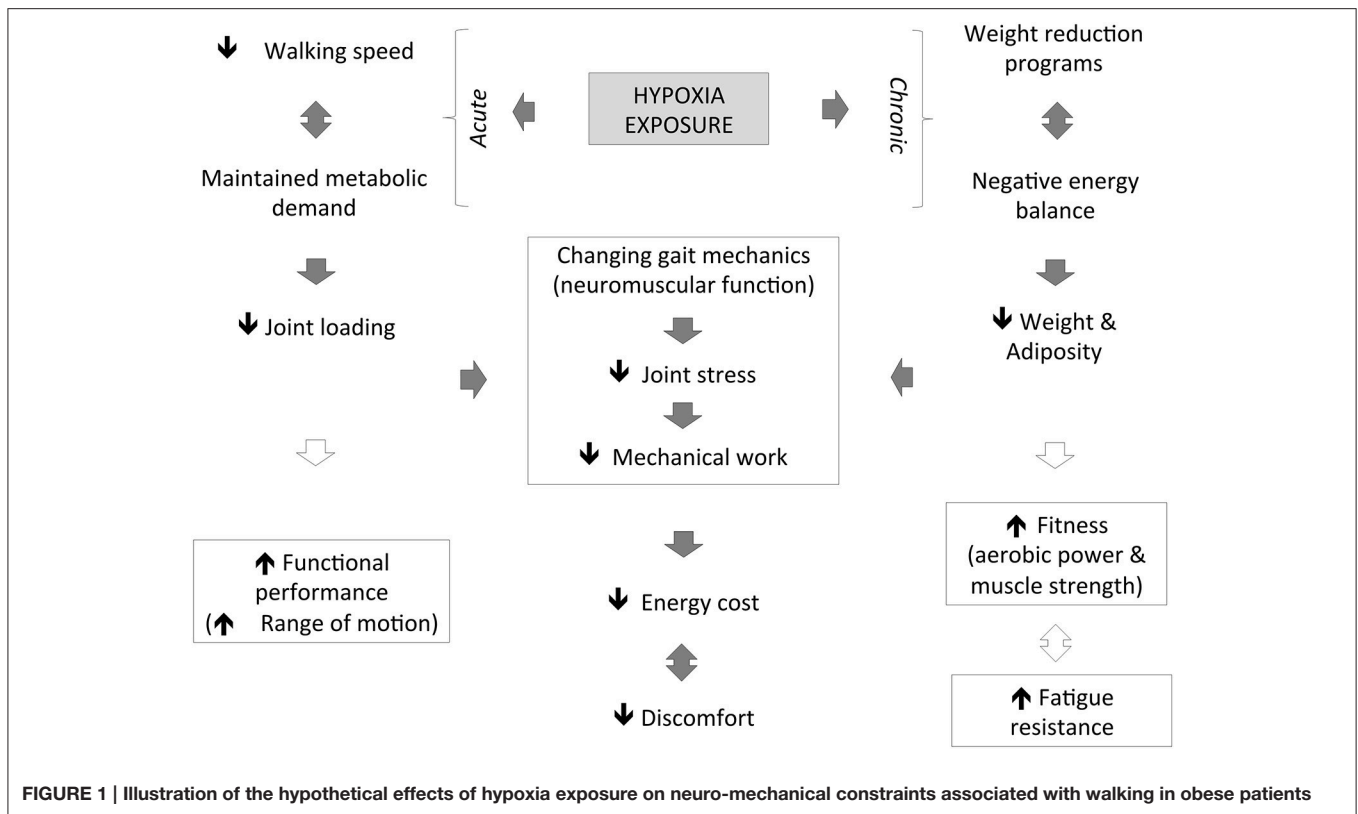 🡻 Walking speed
Maintained metabolic
demand
🡻 Joint loading
🡹 Functional
performance
(🡹 Range of motion)
Acute
HYPOXIA
EXPOSURE
Chronic
Changing gait mechanics
(neuromuscular function)
🡻 Joint stress
🡻 Mechanical work
🡻 Energy cost
🡻 Discomfort
Weight reduction
programs
Negative energy
balance
🡻 Weight &
Adiposity
🡹 Fitness
(aerobic power &
muscle strength)
🡹 Fatigue
resistance
FIGURE 1 | Illustration of the hypothetical effects of hypoxia exposure on neuro-mechanical constraints associated with walking in obese patients